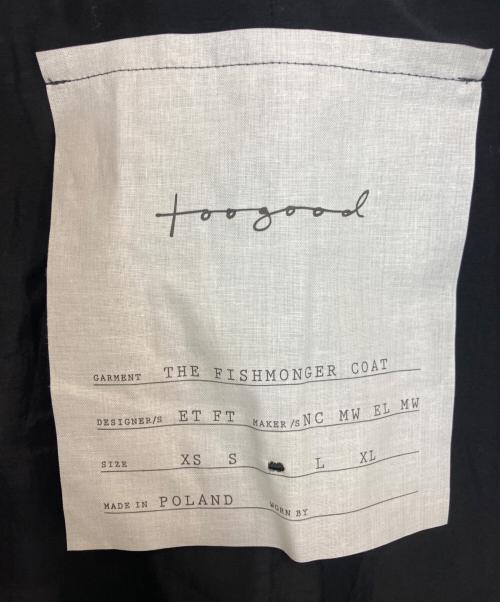 toogood
GARMENT THE FISHMONGER COAT
DESIGNER/S ET FT MAKER/S NC MW EL MW
SIZE XS S L XL
MADE IN POLAND WORN BY